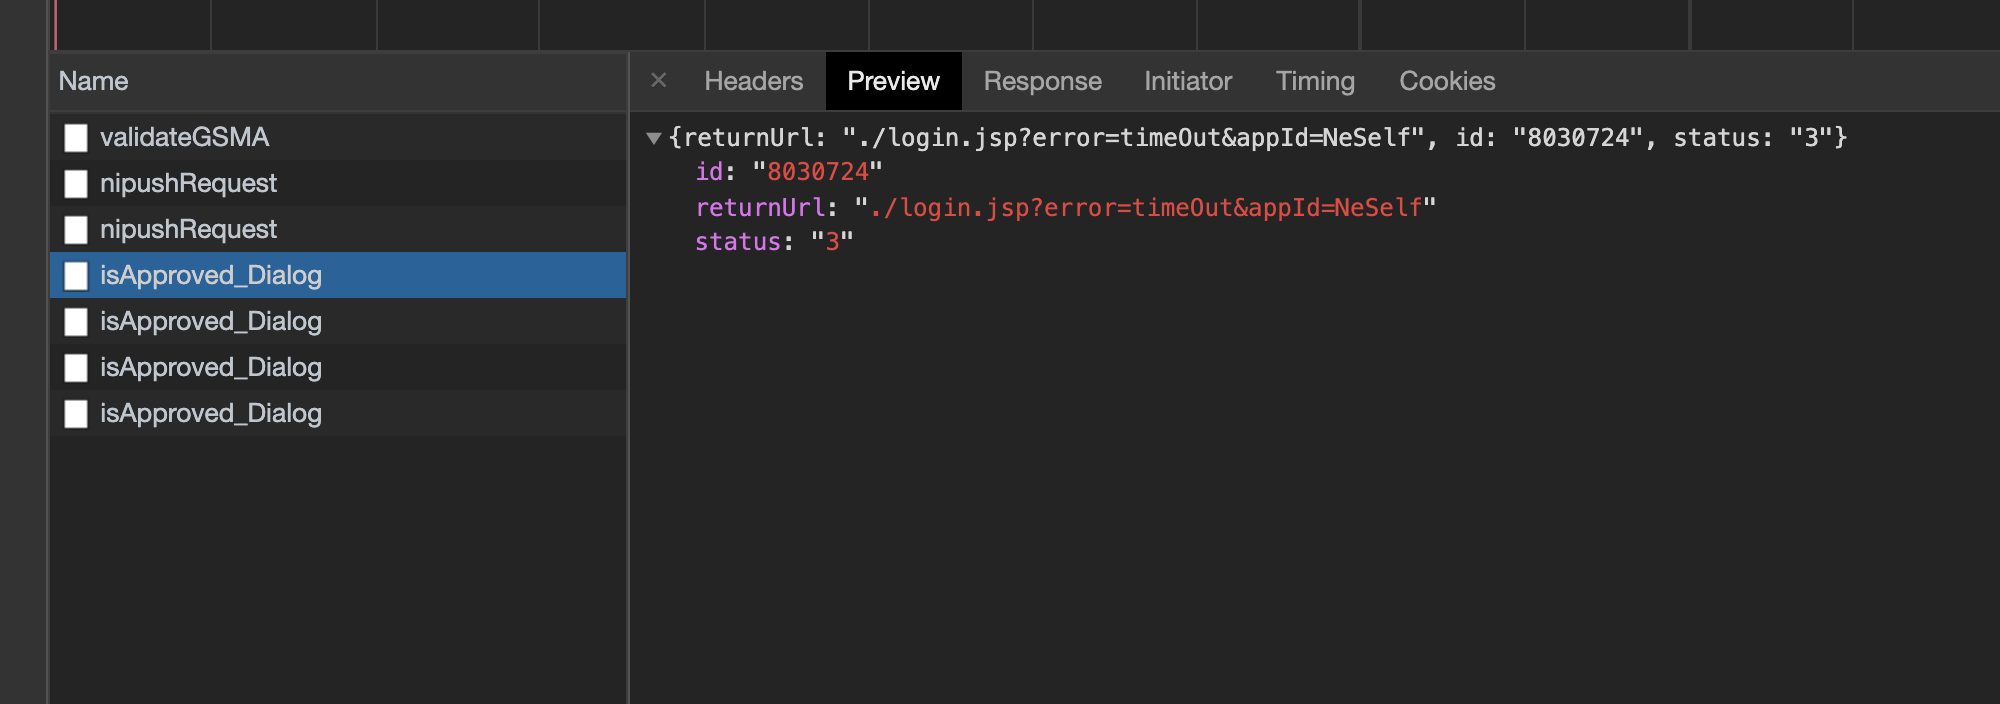 Name
validateGSMA
nipushRequest
nipushRequest
isApproved_Dialog
isApproved_Dialog
isApproved_Dialog
isApproved_Dialog
× Headers Preview Response Initiator Timing Cookies
▼{returnUrl: "./login.jsp?error=timeOut&appId=NeSelf", id: "8030724", status: "3"}
id: "8030724"
returnUrl: "./login.jsp?error=timeOut&appId=NeSelf"
status: "3"